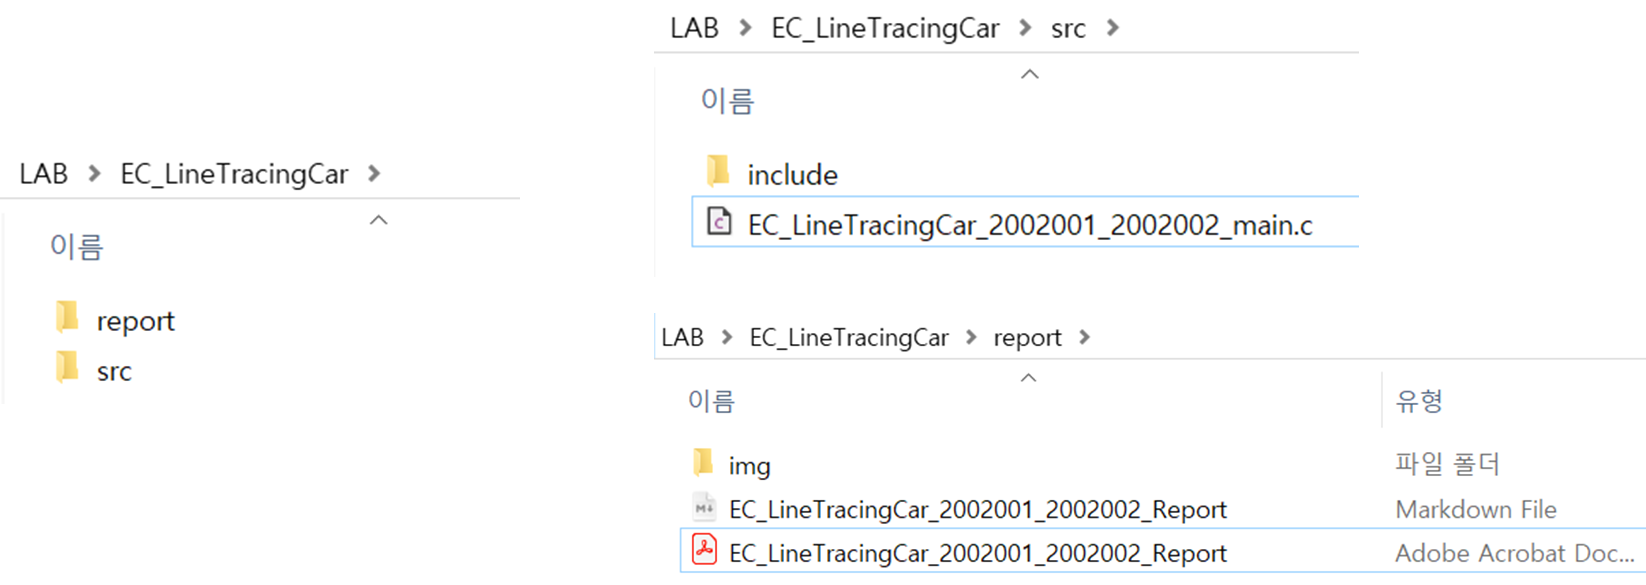 LAB > EC_LineTracingCar >
이름
report
src
LAB > EC_LineTracingCar > src >
이름
include
EC_LineTracingCar_2002001_2002002_main.c
LAB > EC_LineTracingCar > report >
이름 유형
img 파일 폴더
EC_LineTracingCar_2002001_2002002_Report Markdown File
EC_LineTracingCar_2002001_2002002_Report Adobe Acrobat Doc...